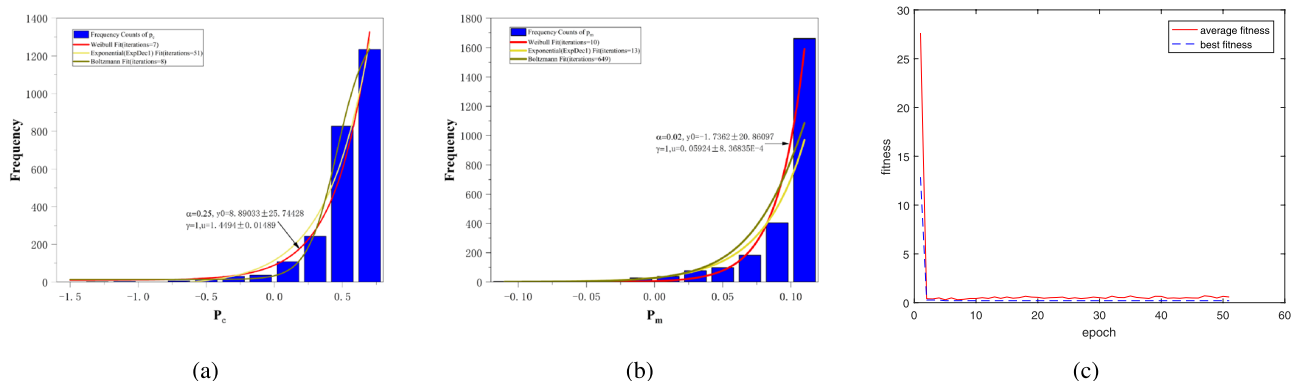 1400
1200
1000
800
600
400
200
0
Frequency
Frequency Counts of pc
Weibull Fit(iterations=7)
Exponential(ExpDec1) Fit(iterations=51)
Boltzmann Fit(iterations=8)
α=0.25, y0=8.89033±25.74428
γ=1,u=1.4494±0.01489
−1.5
−1.0
−0.5
0.0
0.5
Pc
(a)
1800
1600
1400
1200
1000
800
600
400
200
0
Frequency
Frequency Counts of pm
Weibull Fit(iterations=10)
Exponential(ExpDec1) Fit(iterations=13)
Boltzmann Fit(iterations=649)
α=0.02, y0=-1.7362±20.86097
γ=1,u=0.05924±8.36835E-4
−0.10
−0.05
0.00
0.05
0.10
Pm
(b)
30
25
20
15
10
5
0
fitness
average fitness
best fitness
0
10
20
30
40
50
60
epoch
(c)